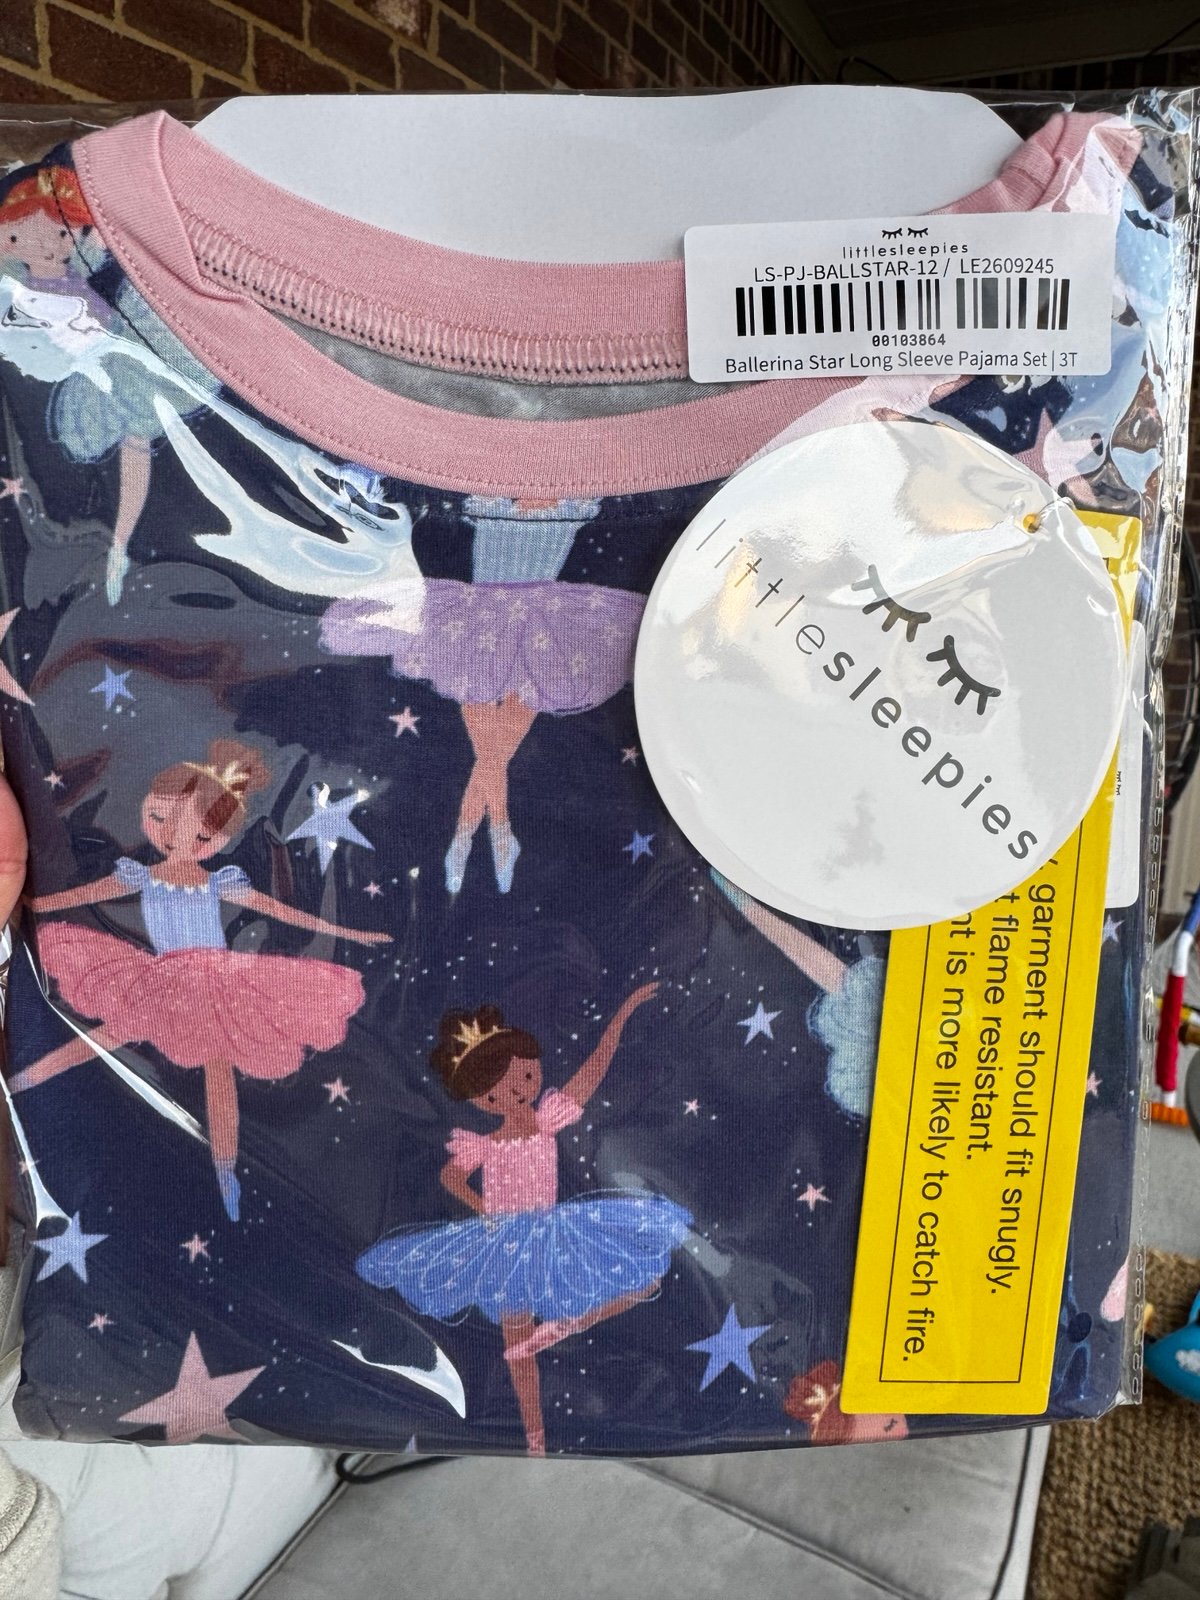 littlesleepies
LS-PJ-BALLSTAR-12 / LE2609245
00103864
Ballerina Star Long Sleeve Pajama Set | 3T
littlesleepies
garment should fit snugly.
flame resistant.
is more likely to catch fire.